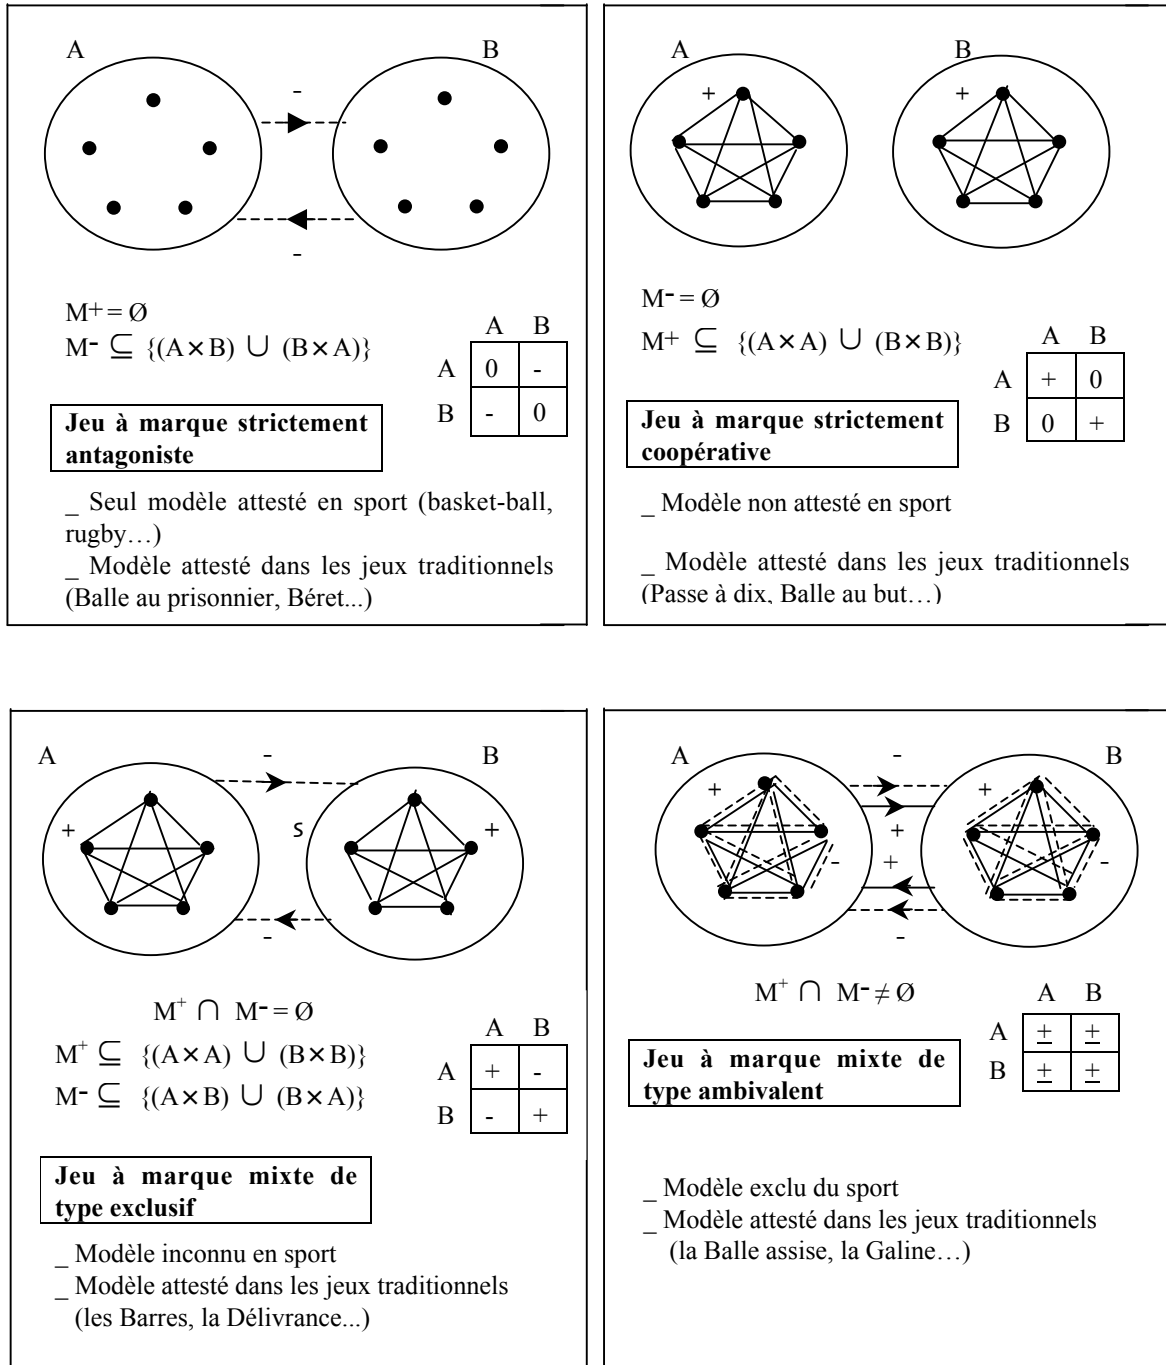 A B
-
-
M+ = Ø
M- ⊆ {(A×B) ∪ (B×A)}
A B
A 0 -
B - 0
Jeu à marque strictement
antagoniste
_ Seul modèle attesté en sport (basket-ball,
rugby…)
_ Modèle attesté dans les jeux traditionnels
(Balle au prisonnier, Béret...)
A B
+ +
M- = Ø
M+ ⊆ {(A×A) ∪ (B×B)}
A B
A + 0
B 0 +
Jeu à marque strictement
coopérative
_ Modèle non attesté en sport
_ Modèle attesté dans les jeux traditionnels
(Passe à dix, Balle au but…)
A - B
+ s +
-
M+ ∩ M- = Ø
M+ ⊆ {(A×A) ∪ (B×B)}
M- ⊆ {(A×B) ∪ (B×A)}
A B
A + -
B - +
Jeu à marque mixte de
type exclusif
_ Modèle inconnu en sport
_ Modèle attesté dans les jeux traditionnels
(les Barres, la Délivrance...)
A - B
+ +
+
- + -
-
M+ ∩ M- ≠ Ø
A B
A ± ±
B ± ±
Jeu à marque mixte de
type ambivalent
_ Modèle exclu du sport
_ Modèle attesté dans les jeux traditionnels
(la Balle assise, la Galine…)